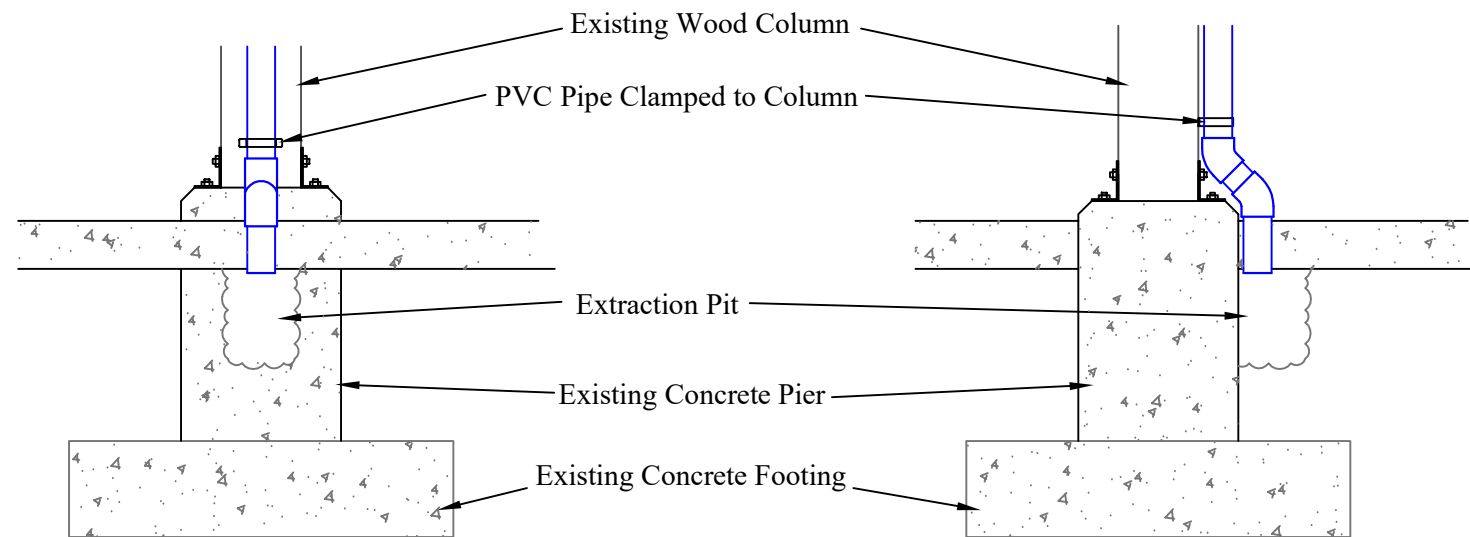 Existing Wood Column
PVC Pipe Clamped to Column
Extraction Pit
Existing Concrete Pier
Existing Concrete Footing